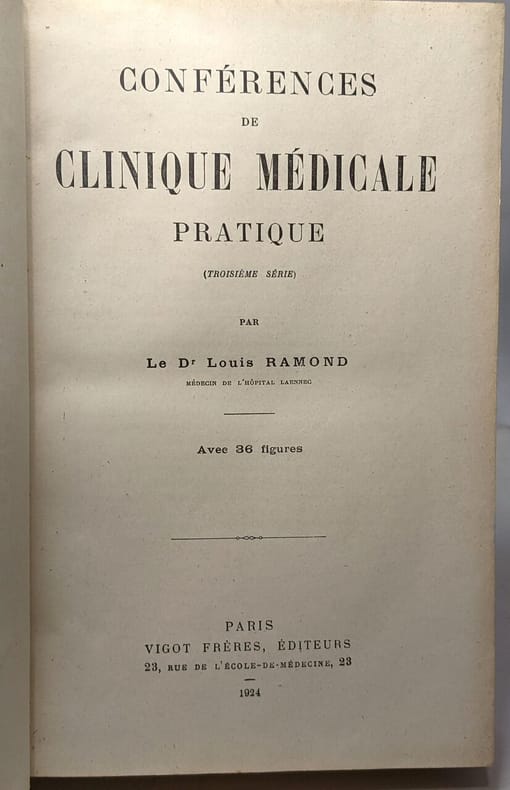 CONFÉRENCES
DE
CLINIQUE MÉDICALE
PRATIQUE
(TROISIÈME SÉRIE)
PAR
Le Dr Louis RAMOND
MÉDECIN DE L'HÔPITAL LAENNEC
Avec 36 figures
PARIS
VIGOT FRÈRES, ÉDITEURS
23, RUE DE L'ÉCOLE-DE-MÉDECINE, 23
1924